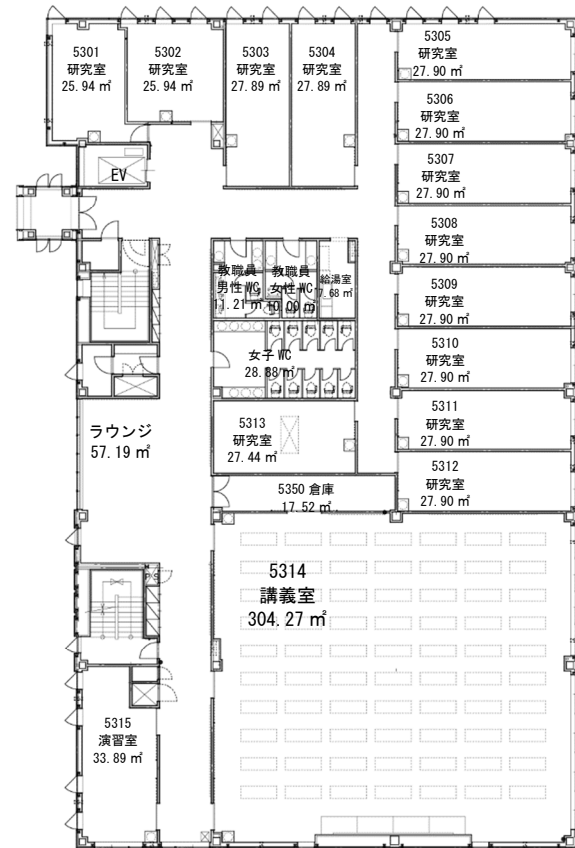 5301
研究室
25.94 ㎡
5302
研究室
25.94 ㎡
5303
研究室
27.89 ㎡
5304
研究室
27.89 ㎡
5305
研究室
27.90 ㎡
5306
研究室
27.90 ㎡
5307
研究室
27.90 ㎡
5308
研究室
27.90 ㎡
5309
研究室
27.90 ㎡
5310
研究室
27.90 ㎡
5311
研究室
27.90 ㎡
5312
研究室
27.90 ㎡
EV
教職員
男性 WC
11.21 ㎡
教職員
女性 WC
10.00 ㎡
給湯室
7.68 ㎡
女子 WC
28.88 ㎡
5313
研究室
27.44 ㎡
ラウンジ
57.19 ㎡
5350 倉庫
17.52 ㎡
5314
講義室
304.27 ㎡
PS
5315
演習室
33.89 ㎡